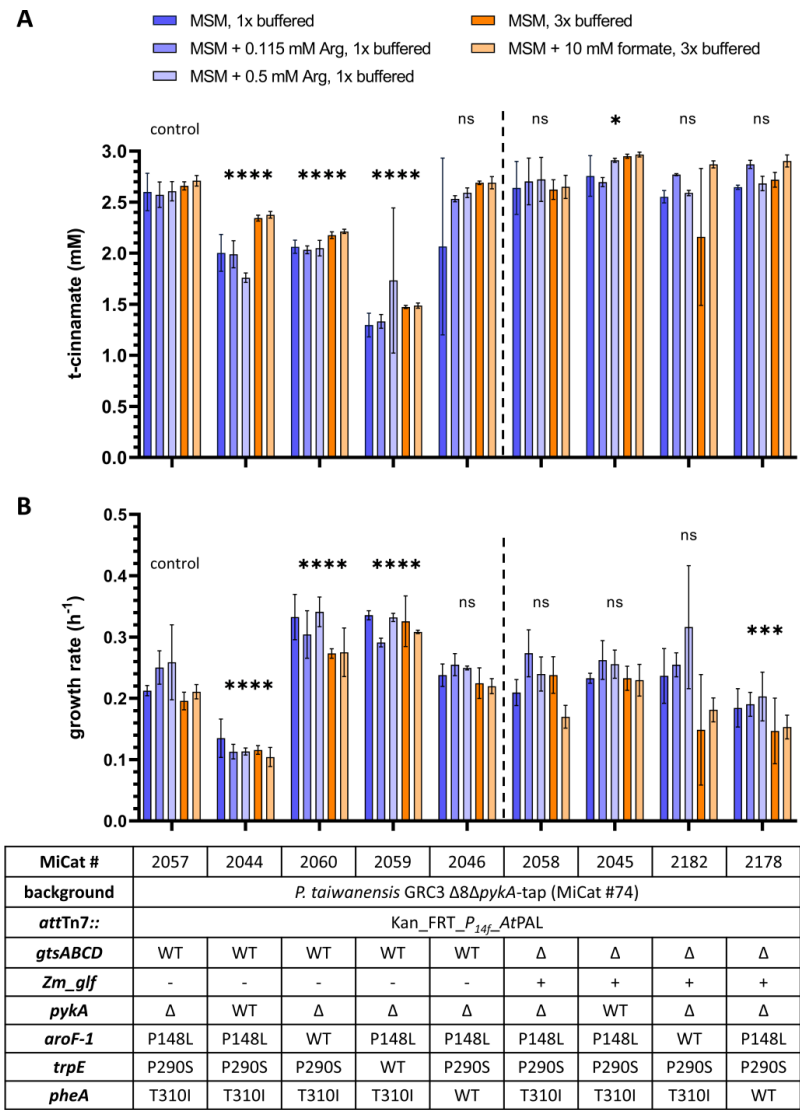 A
MSM, 1x buffered
MSM, 3x buffered
MSM + 0.115 mM Arg, 1x buffered
MSM + 10 mM formate, 3x buffered
MSM + 0.5 mM Arg, 1x buffered
ns ns * ns ns
control
**** **** ****
3.0
2.5
2.0
1.5
1.0
0.5
0.0
t-cinnamate (mM)
B
0.5
ns
control **** ****
0.4
ns ns ns
***
0.3
****
0.2
0.1
0.0
growth rate (h-1)
MiCat # 2057 2044 2060 2059 2046 2058 2045 2182 2178
background P. taiwanensis GRC3 Δ8ΔpykA-tap (MiCat #74)
attTn7:: Kan_FRT_P14f_AtPAL
gtsABCD WT WT WT WT WT Δ Δ Δ Δ
Zm_glf - - - - - + + + +
pykA Δ WT Δ Δ Δ Δ WT Δ Δ
aroF-1 P148L P148L WT P148L P148L P148L P148L WT P148L
trpE P290S P290S P290S WT P290S P290S P290S P290S P290S
pheA T310I T310I T310I T310I WT T310I T310I T310I WT